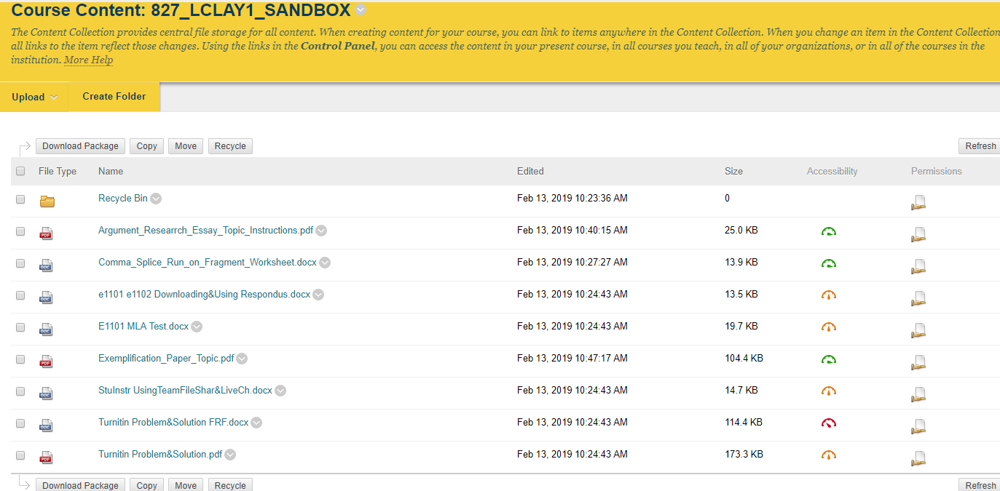 Course Content: 827_LCLAY1_SANDBOX
The Content Collection provides central file storage for all content. When creating content for your course, you can link to items anywhere in the Content Collection. When you change an item in the Content Collection
all links to the item reflect those changes. Using the links in the Control Panel, you can access the content in your present course, in all courses you teach, in all of your organizations, or in all of the courses in the
institution. More Help
Upload Create Folder
Download Package Copy Move Recycle Refresh
File Type Name Edited Size Accessibility Permissions
Recycle Bin Feb 13, 2019 10:23:36 AM 0
PDF Argument_Researrch_Essay_Topic_Instructions.pdf Feb 13, 2019 10:40:15 AM 25.0 KB
DOC Comma_Splice_Run_on_Fragment_Worksheet.docx Feb 13, 2019 10:27:27 AM 13.9 KB
DOC e1101 e1102 Downloading&Using Respondus.docx Feb 13, 2019 10:24:43 AM 13.5 KB
DOC E1101 MLA Test.docx Feb 13, 2019 10:24:43 AM 19.7 KB
PDF Exemplification_Paper_Topic.pdf Feb 13, 2019 10:47:17 AM 104.4 KB
DOC StuInstr UsingTeamFileShar&LiveCh.docx Feb 13, 2019 10:24:43 AM 14.7 KB
DOC Turnitin Problem&Solution FRF.docx Feb 13, 2019 10:24:43 AM 114.4 KB
PDF Turnitin Problem&Solution.pdf Feb 13, 2019 10:24:43 AM 173.3 KB
Download Package Copy Move Recycle Refresh